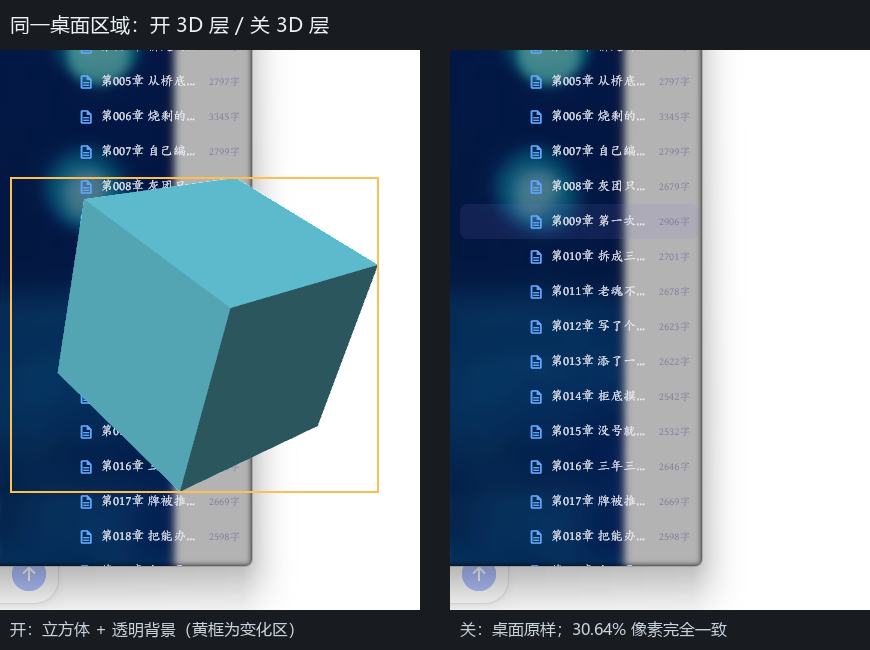 同一桌面区域：开 3D 层 / 关 3D 层
第005章 从桥底... 2797字
第006章 烧剩的... 3345字
第007章 自己编... 2799字
第008章 灰团只
第016章
第017章 牌被推... 2669字
第018章 把能办... 2598字
第005章 从桥底... 2797字
第006章 烧剩的... 3345字
第007章 自己编... 2799字
第008章 灰团只... 2679字
第009章 第一次... 2906字
第010章 拆成三... 2701字
第011章 老魂不... 2678字
第012章 写了个... 2623字
第013章 添了一... 2622字
第014章 柜底摸... 2542字
第015章 没号就... 2532字
第016章 三年三... 2646字
第017章 牌被推... 2669字
第018章 把能办... 2598字
开：立方体 + 透明背景（黄框为变化区）
关：桌面原样；30.64% 像素完全一致